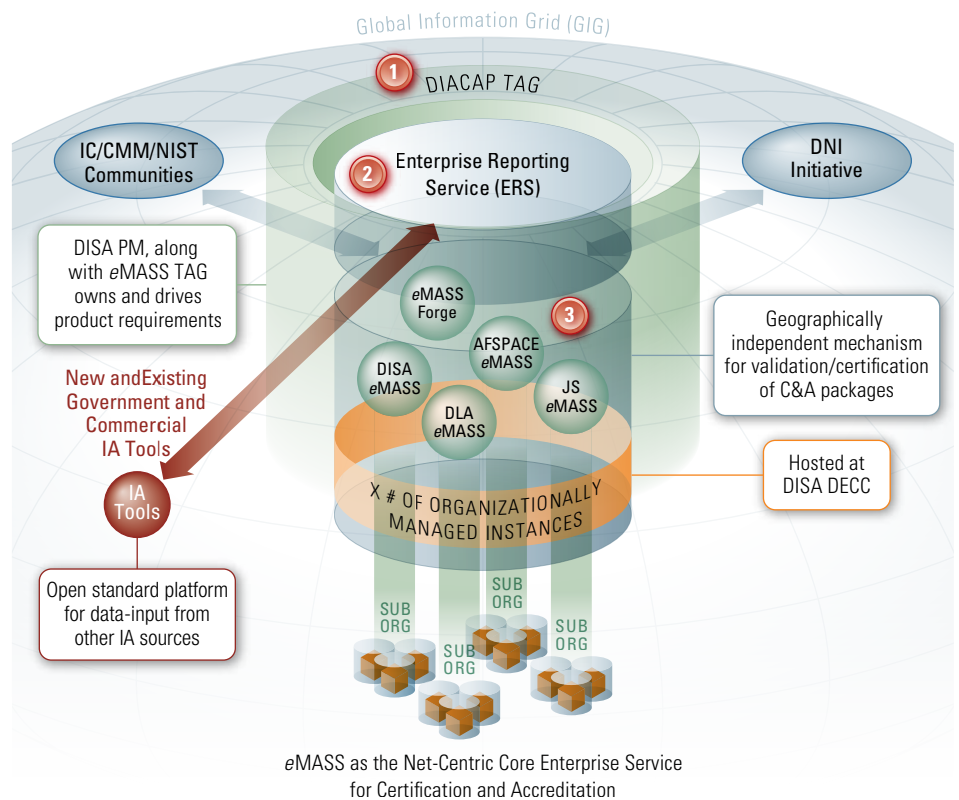 Global Information Grid (GIG)
1
DIACAP TAG
IC/CMM/NIST
Communities
2
Enterprise Reporting
Service (ERS)
DNI
Initiative
DISA PM, along
with eMASS TAG
owns and drives
product requirements
eMASS
Forge
3
AFSPACE
eMASS
DISA
eMASS
JS
eMASS
DLA
eMASS
Geographically
independent mechanism
for validation/certification
of C&A packages
New andExisting
Government and
Commercial
IA Tools
IA
Tools
Hosted at
DISA DECC
X # OF ORGANIZATIONALLY
MANAGED INSTANCES
Open standard platform
for data-input from
other IA sources
SUB
ORG
SUB
ORG
SUB
ORG
SUB
ORG
eMASS as the Net-Centric Core Enterprise Service
for Certification and Accreditation